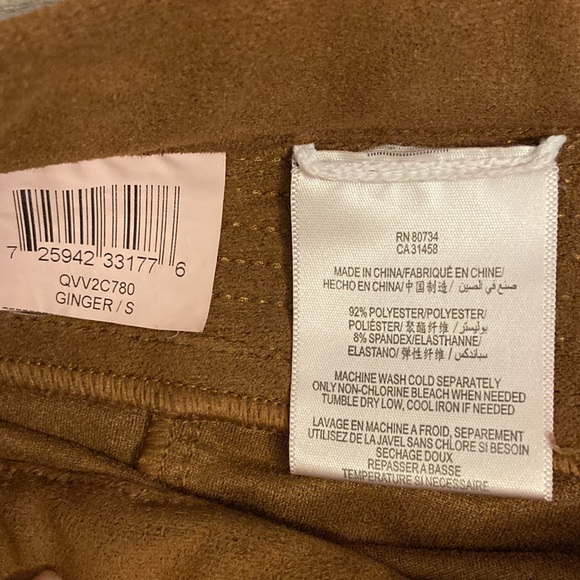 7 25942 33177 6
QVV2C780
GINGER / S
RN 80734
CA 31458
MADE IN CHINA/FABRIQUÉ EN CHINE/
HECHO EN CHINA/中国制造/ صنع في الصين
92% POLYESTER/POLYESTER/
POLIÉSTER/聚酯纤维/بوليستر
8% SPANDEX/ELASTHANNE/
ELASTANO/弹性纤维/سباندكس
MACHINE WASH COLD SEPARATELY
ONLY NON-CHLORINE BLEACH WHEN NEEDED
TUMBLE DRY LOW, COOL IRON IF NEEDED
LAVAGE EN MACHINE A FROID, SEPAREMENT
UTILISEZ DE LA JAVEL SANS CHLORE SI BESOIN
SECHAGE DOUX
REPASSER A BASSE
TEMPERATURE SI NECESSAIRE